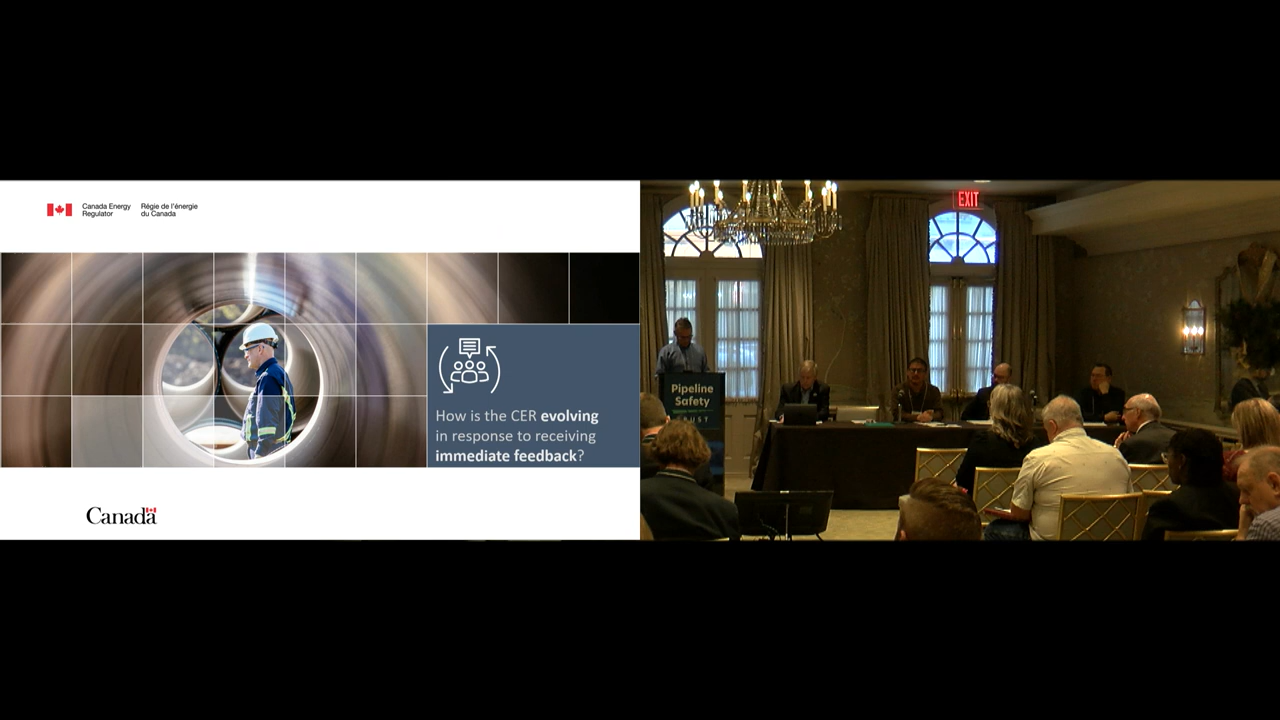 Canada Energy
Regulator
Régie de l'énergie
du Canada
How is the CER evolving
in response to receiving
immediate feedback?
Canada
EXIT
Pipeline
Safety
TRUST